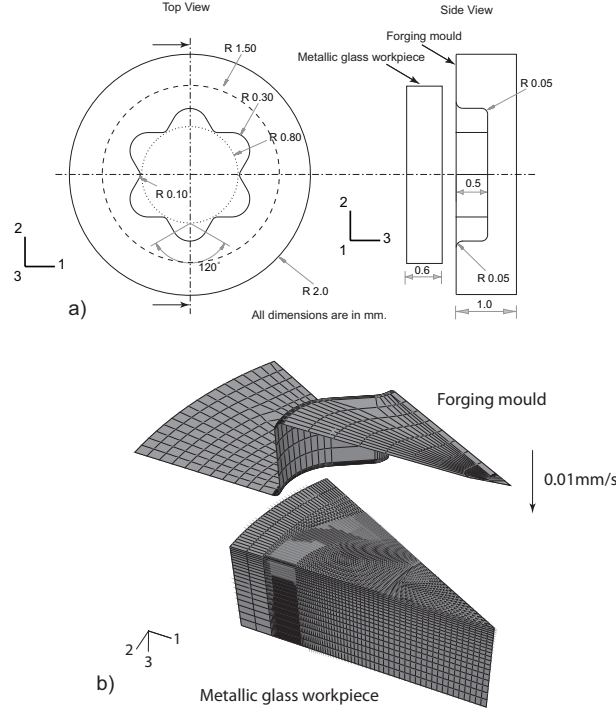 Top View
Side View
Forging mould
Metallic glass workpiece
R 1.50
R 0.30
R 0.80
R 0.10
120°
R 2.0
R 0.05
0.5
R 0.05
0.6
1.0
2
3 1
2
1 3
a)
All dimensions are in mm.
Forging mould
0.01mm/s
1
2
3
b)
Metallic glass workpiece